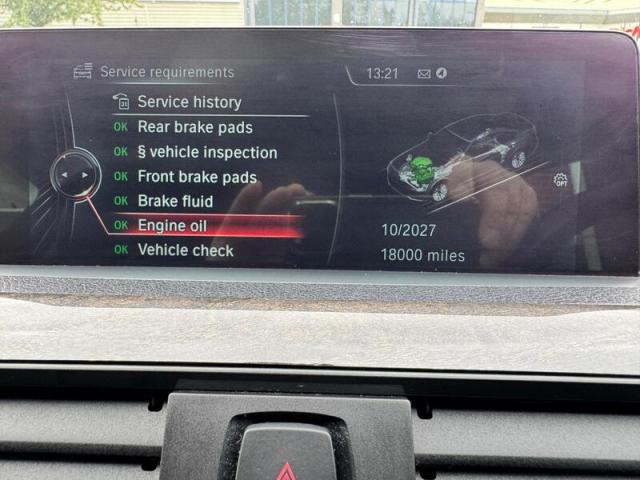 Service requirements
13:21
Service history
OK Rear brake pads
OK § vehicle inspection
OK Front brake pads
OK Brake fluid
OK Engine oil
OK Vehicle check
10/2027
18000 miles
31
OPT